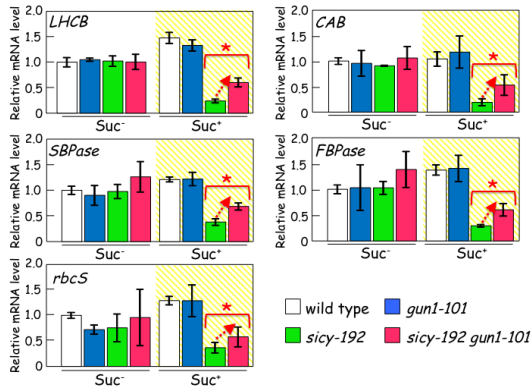 LHCB
Relative mRNA level
2.0
1.5
1.0
0.5
0
*
Suc⁻ Suc⁺
CAB
Relative mRNA level
2.0
1.5
1.0
0.5
0
*
Suc⁻ Suc⁺
SBPase
Relative mRNA level
2.0
1.5
1.0
0.5
0
*
Suc⁻ Suc⁺
FBPase
Relative mRNA level
2.0
1.5
1.0
0.5
0
*
Suc⁻ Suc⁺
rbcS
Relative mRNA level
2.0
1.5
1.0
0.5
0
*
Suc⁻ Suc⁺
wild type gun1-101
sicy-192 sicy-192 gun1-101